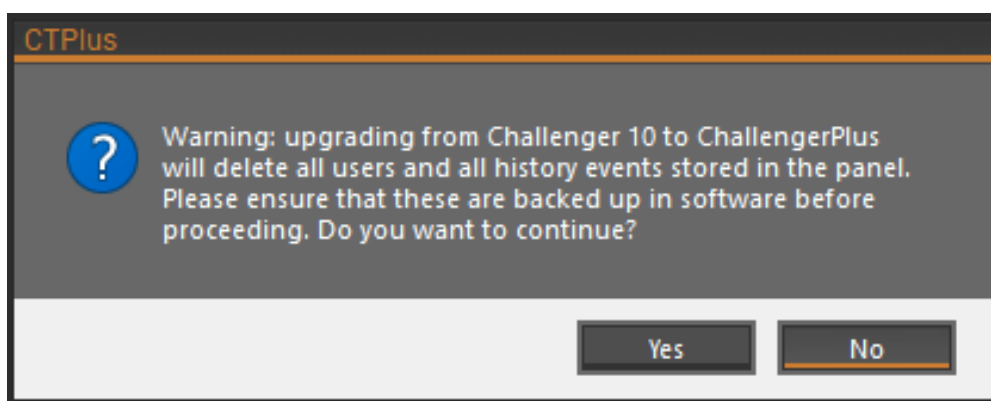 CTPlus
Warning: upgrading from Challenger 10 to ChallengerPlus
will delete all users and all history events stored in the panel.
Please ensure that these are backed up in software before
proceeding. Do you want to continue?
Yes
No